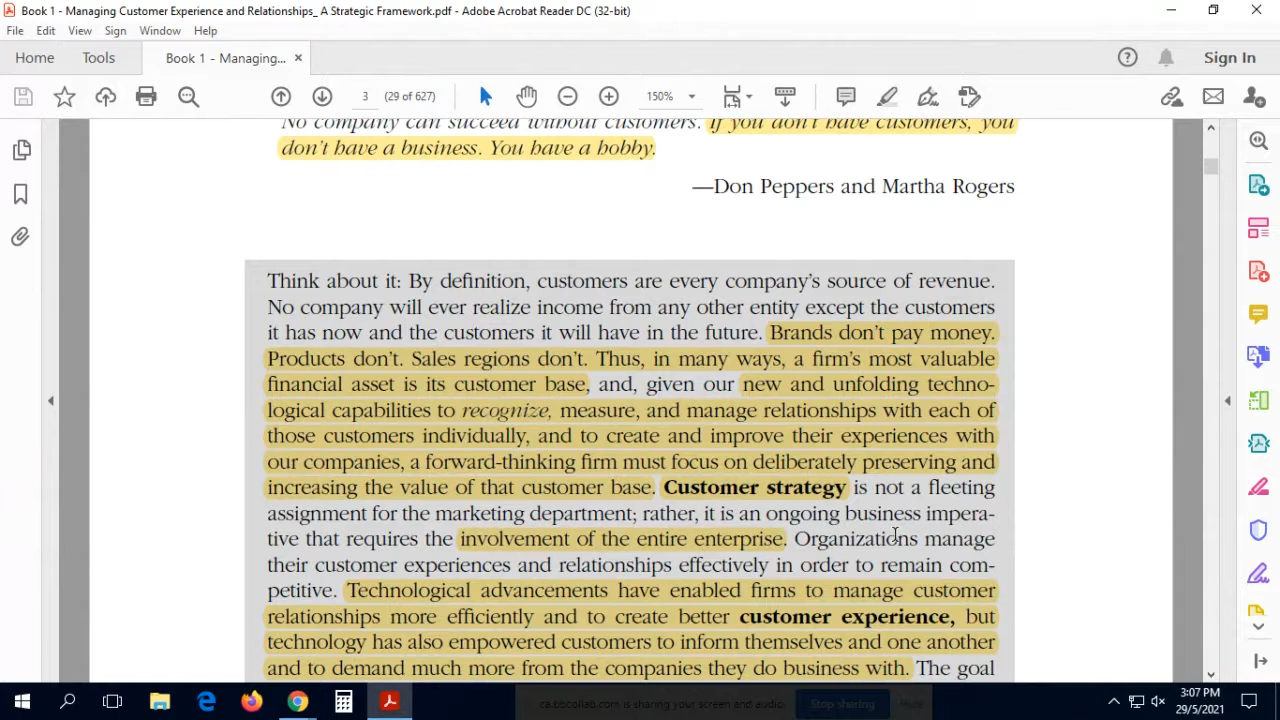 Book 1 - Managing Customer Experience and Relationships_ A Strategic Framework.pdf - Adobe Acrobat Reader DC (32-bit)
File Edit View Sign Window Help
Home Tools Book 1 - Managing... × Sign In
3 (29 of 627) 150%
No company can succeed without customers. If you don't have customers, you
don't have a business. You have a hobby.
—Don Peppers and Martha Rogers
Think about it: By definition, customers are every company's source of revenue.
No company will ever realize income from any other entity except the customers
it has now and the customers it will have in the future. Brands don't pay money.
Products don't. Sales regions don't. Thus, in many ways, a firm's most valuable
financial asset is its customer base, and, given our new and unfolding techno-
logical capabilities to recognize, measure, and manage relationships with each of
those customers individually, and to create and improve their experiences with
our companies, a forward-thinking firm must focus on deliberately preserving and
increasing the value of that customer base. Customer strategy is not a fleeting
assignment for the marketing department; rather, it is an ongoing business impera-
tive that requires the involvement of the entire enterprise. Organizations manage
their customer experiences and relationships effectively in order to remain com-
petitive. Technological advancements have enabled firms to manage customer
relationships more efficiently and to create better customer experience, but
technology has also empowered customers to inform themselves and one another
and to demand much more from the companies they do business with. The goal
ca.bbcollab.com is sharing your screen and audio. Stop sharing Hide
3:07 PM
29/5/2021